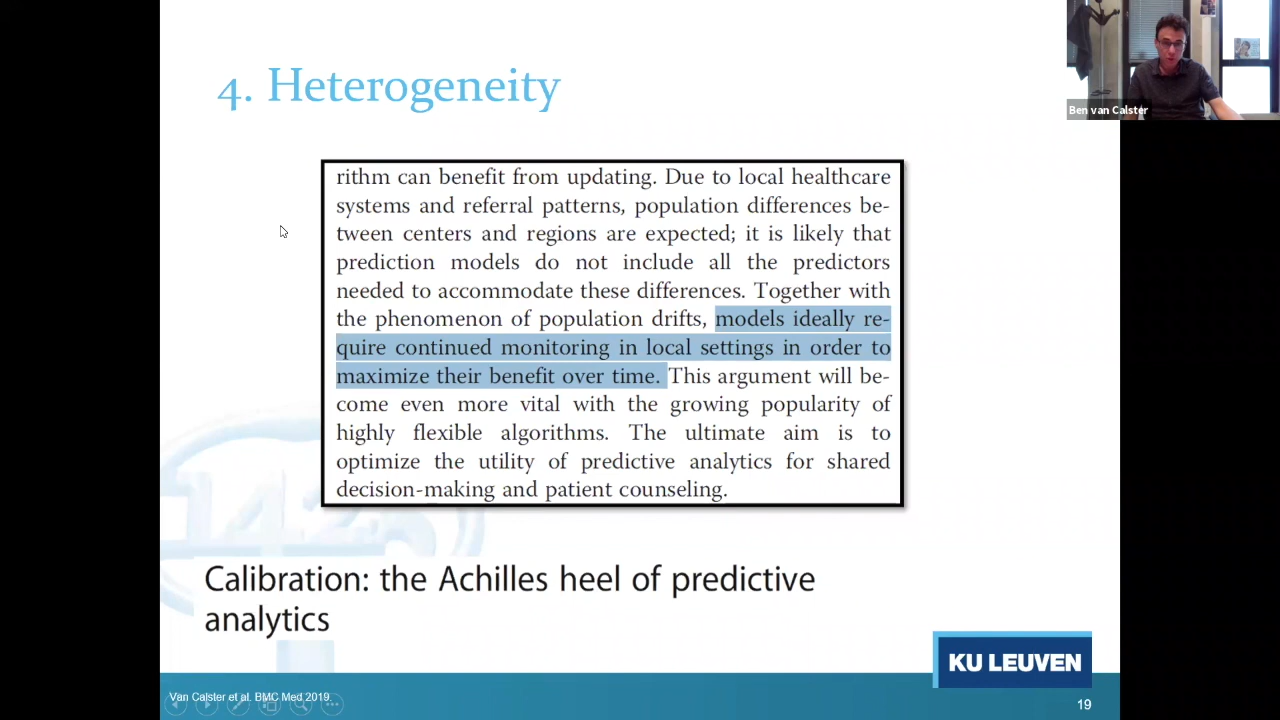 4. Heterogeneity
Ben van Calster
rithm can benefit from updating. Due to local healthcare
systems and referral patterns, population differences be-
tween centers and regions are expected; it is likely that
prediction models do not include all the predictors
needed to accommodate these differences. Together with
the phenomenon of population drifts, models ideally re-
quire continued monitoring in local settings in order to
maximize their benefit over time. This argument will be-
come even more vital with the growing popularity of
highly flexible algorithms. The ultimate aim is to
optimize the utility of predictive analytics for shared
decision-making and patient counseling.
Calibration: the Achilles heel of predictive
analytics
KU LEUVEN
Van Calster et al. BMC Med 2019.
19